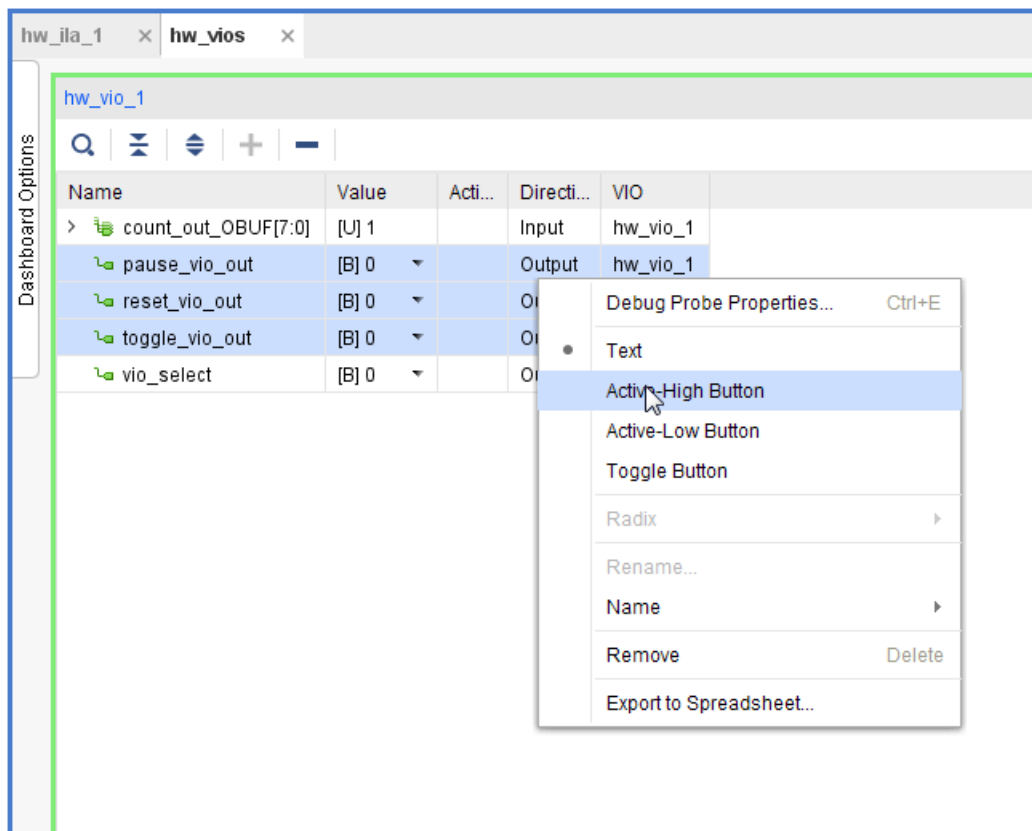 hw_ila_1 × hw_vios ×
Dashboard Options
hw_vio_1
Name Value Acti... Directi... VIO
count_out_OBUF[7:0] [U] 1 Input hw_vio_1
pause_vio_out [B] 0 Output hw_vio_1
reset_vio_out [B] 0
toggle_vio_out [B] 0
vio_select [B] 0
Debug Probe Properties... Ctrl+E
Text
Active-High Button
Active-Low Button
Toggle Button
Radix
Rename...
Name
Remove Delete
Export to Spreadsheet...